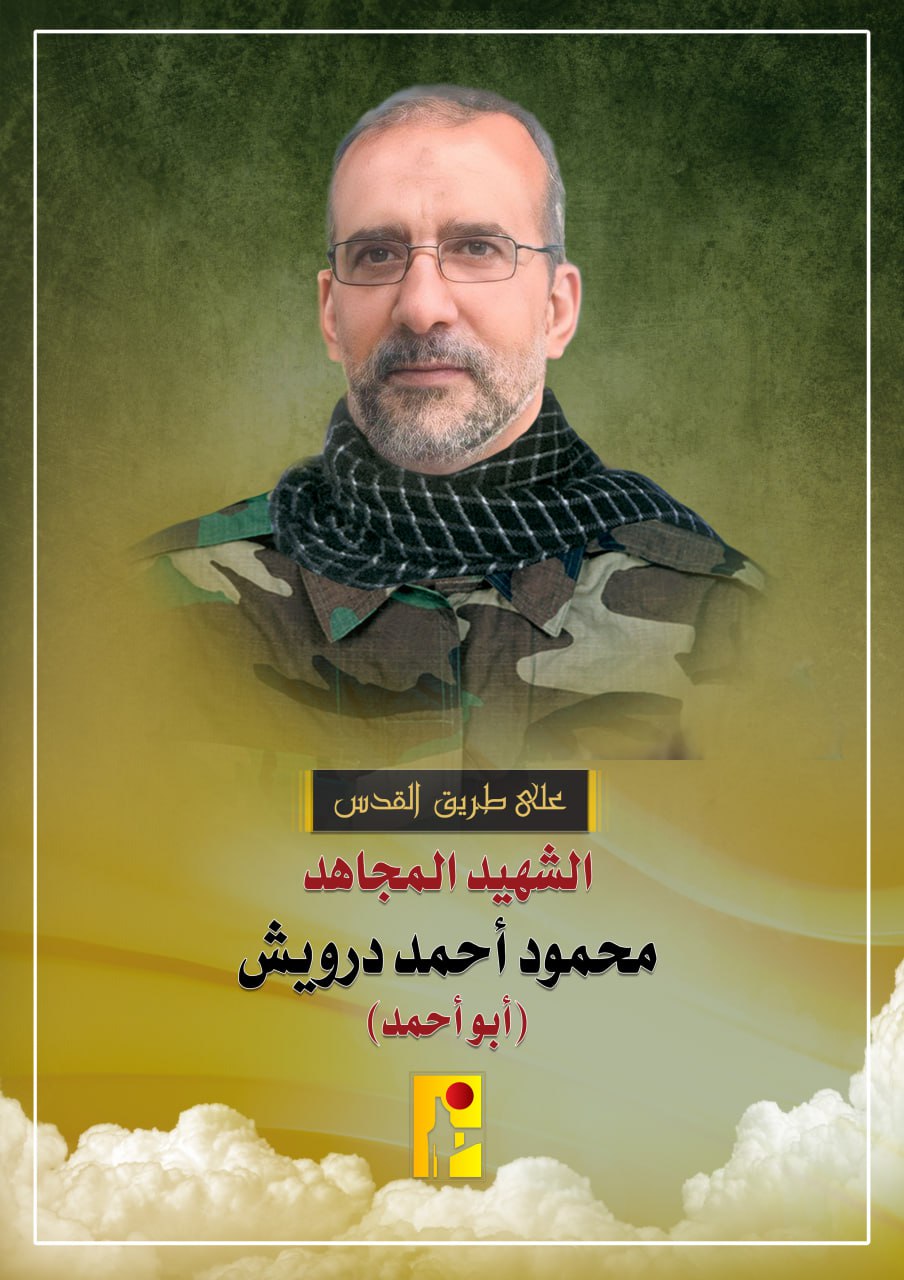 على طريق القدس
الشهيد المجاهد
محمود أحمد درويش
(أبو أحمد)